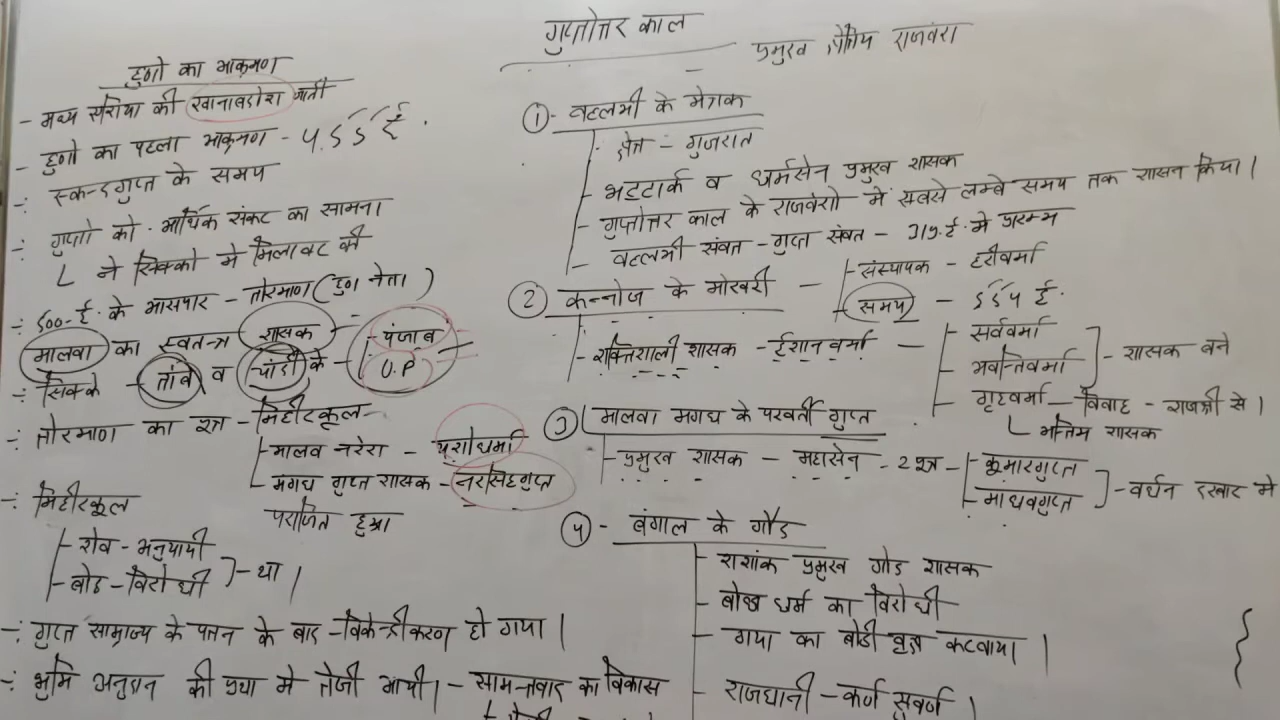 गुप्तोत्तर काल
प्रमुख क्षेत्रिय राजवंश
हुणो का आक्रमण
- मध्य एशिया की खानाबदोश जाती
- हुणो का पहला आक्रमण - 455 ई.
÷ स्कन्दगुप्त के समय
÷ गुप्तो को आर्थिक संकट का सामना
L ने सिक्को मे मिलावट की
÷ 500 ई. के आसपास - तोरमाण (हुण नेता)
मालवा का स्वतन्त्र शासक
÷ सिक्के - तांबे व चांदी के - पंजाब
U.P
÷ तोरमाण का पुत्र - मिहीरकूल -
- मालव नरेश - यशोधर्मा
- मगध गुप्त शासक - नरसिंहगुप्त
पराजित हुआ
÷ मिहीरकूल
- शैव - अनुयायी
- बोद्ध - विरोधी - था।
÷ गुप्त साम्राज्य के पतन के बाद - विकेन्द्रीकरण हो गया।
÷ भुमि अनुदान की प्रथा मे तेजी आयी। - सामन्तवाद का विकास
① - वल्लभी के मेत्रक
क्षेत्र = गुजरात
- भट्टार्क व धर्मसेन प्रमुख शासक
- गुप्तोत्तर काल के राजवंशो में सबसे लम्बे समय तक शासन किया।
- वल्लभी संवत - गुप्त संवत - 319 ई. मे प्रारम्भ
② कन्नोज के मोखरी - संस्थापक - हरीवर्मा
समय - 554 ई.
- शक्तिशाली शासक - ईशानवर्मा - सर्ववर्मा
- अवन्तिवर्मा - शासक बने
- गृहवर्मा - विवाह - राजश्री से।
L अन्तिम शासक
③ मालवा मगध के परवर्ती गुप्त
- प्रमुख शासक - महासेन - 2 पुत्र - कुमारगुप्त
- माधवगुप्त - वर्धन दरबार मे
④ - बंगाल के गौड
- शशांक प्रमुख गोड शासक
- बोध्ध धर्म का विरोधी
- गया का बोधी वृक्ष कटवाया।
- राजधानी - कर्ण सुवर्ण।